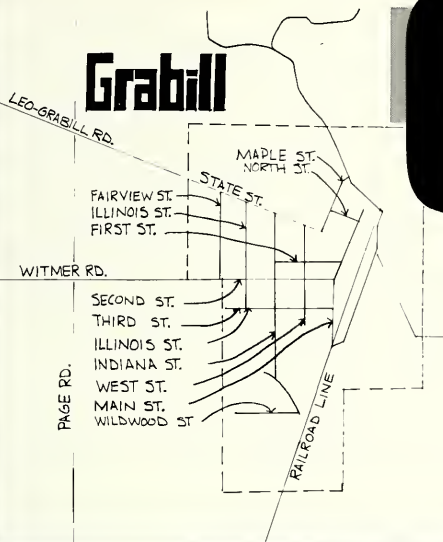 Grabill
LEO-GRABILL RD.
MAPLE ST.
NORTH ST.
STATE ST.
FAIRVIEW ST.
ILLINOIS ST.
FIRST ST.
WITMER RD.
SECOND ST.
THIRD ST.
ILLINOIS ST.
INDIANA ST.
WEST ST.
MAIN ST.
WILDWOOD ST
PAGE RD.
RAILROAD LINE